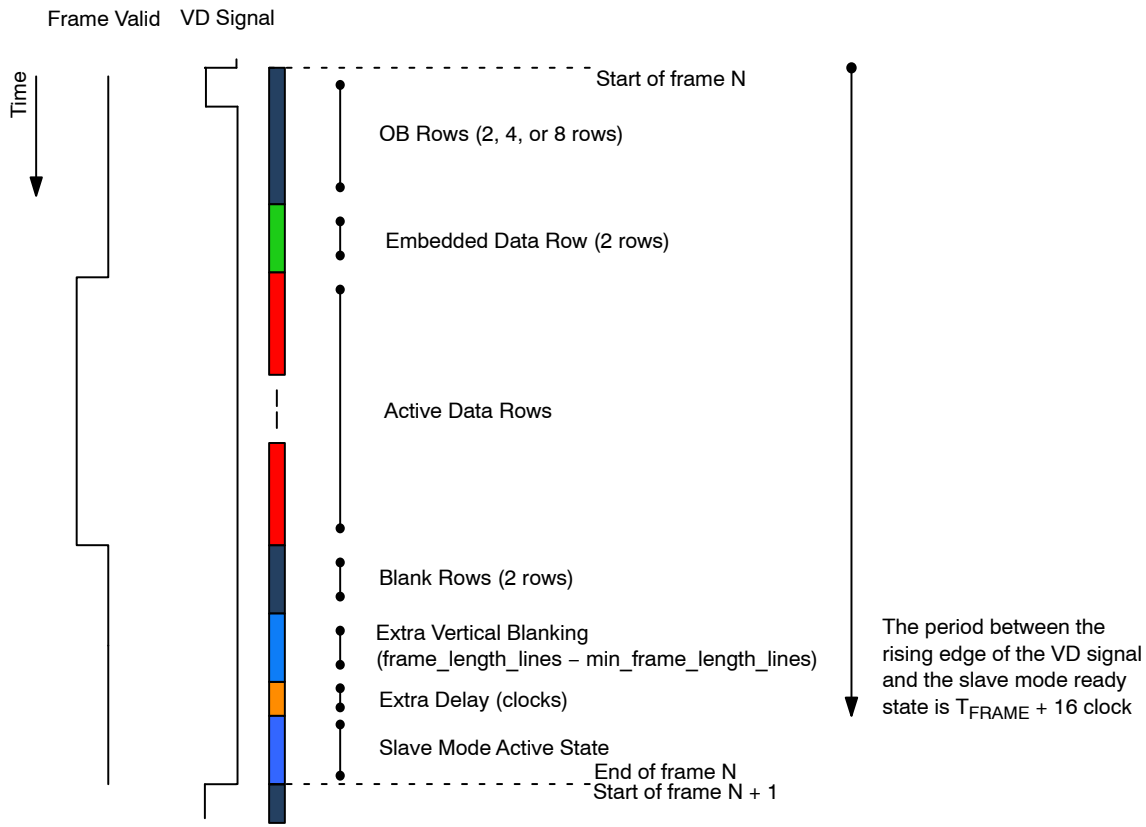 Frame Valid VD Signal
Time
Start of frame N
OB Rows (2, 4, or 8 rows)
Embedded Data Row (2 rows)
Active Data Rows
Blank Rows (2 rows)
Extra Vertical Blanking
(frame_length_lines − min_frame_length_lines)
Extra Delay (clocks)
Slave Mode Active State
End of frame N
Start of frame N + 1
The period between the
rising edge of the VD signal
and the slave mode ready
state is TFRAME + 16 clock